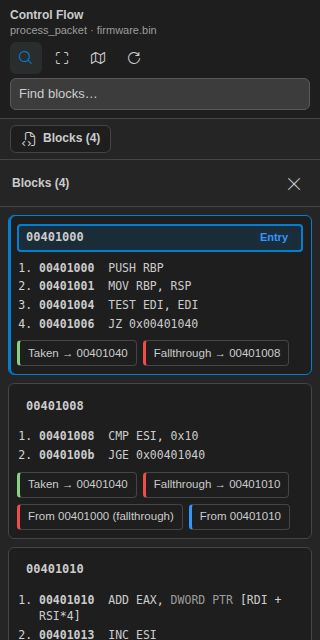 Control Flow
process_packet · firmware.bin
Find blocks…
Blocks (4)
Blocks (4)
00401000 Entry
1. 00401000 PUSH RBP
2. 00401001 MOV RBP, RSP
3. 00401004 TEST EDI, EDI
4. 00401006 JZ 0x00401040
Taken → 00401040 Fallthrough → 00401008
00401008
1. 00401008 CMP ESI, 0x10
2. 0040100b JGE 0x00401040
Taken → 00401040 Fallthrough → 00401010
From 00401000 (fallthrough) From 00401010
00401010
1. 00401010 ADD EAX, DWORD PTR [RDI +
RSI*4]
2. 00401013 INC ESI